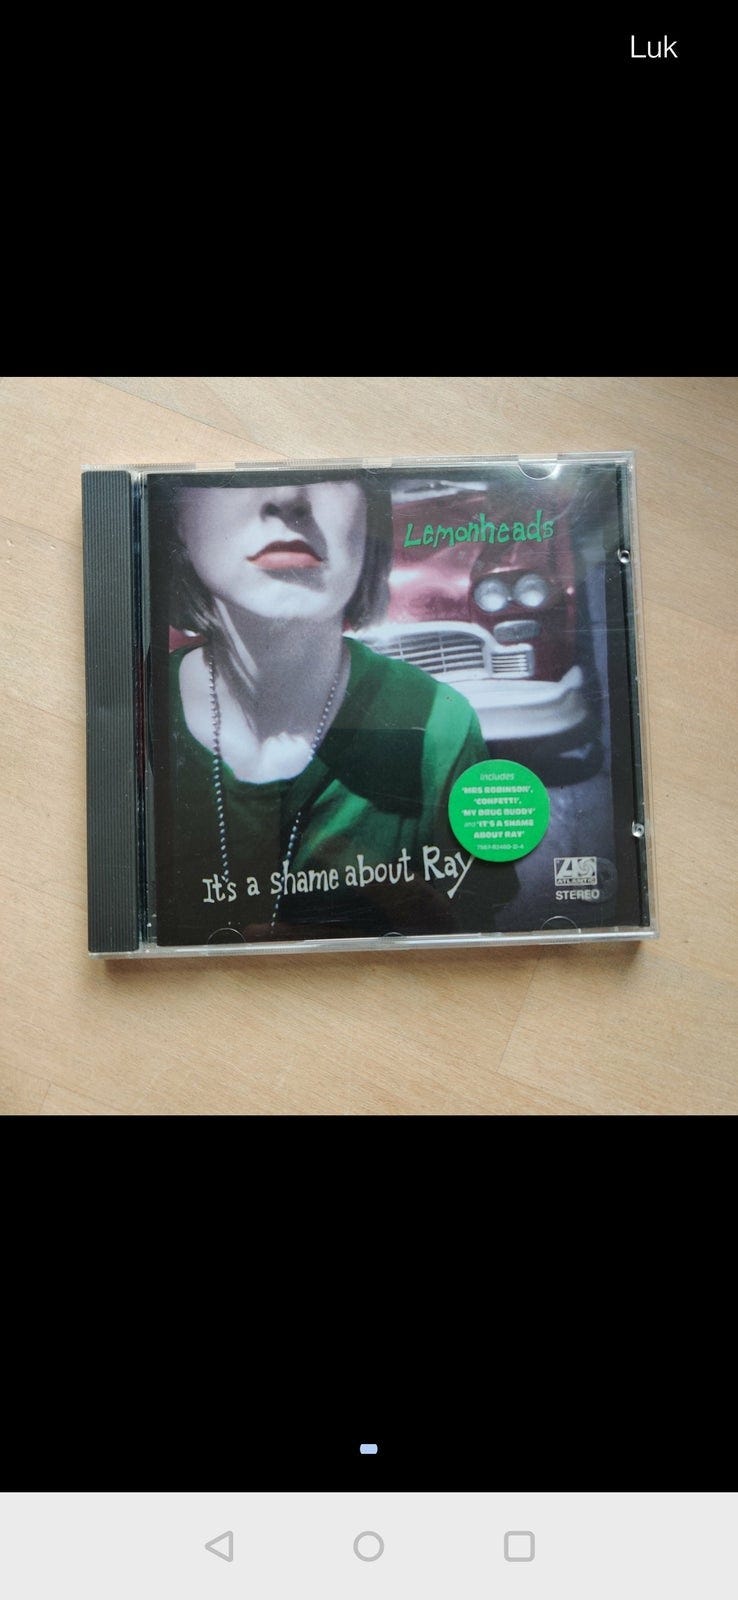 Luk
Lemonheads
includes
'MRS ROBINSON',
'CONFETTI',
'MY DRUG BUDDY'
and 'IT'S A SHAME
ABOUT RAY'
It's a shame about Ray
ATLANTIC
STEREO